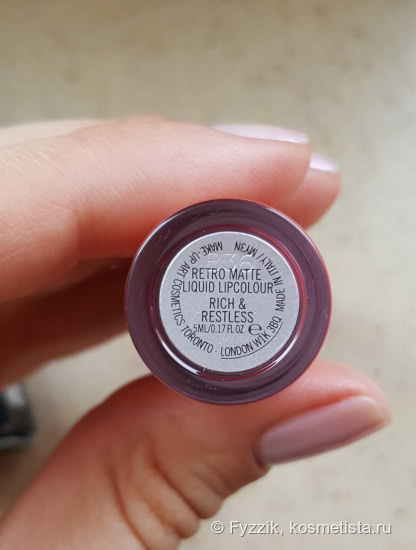 RETRO MATTE
LIQUID LIPCOLOUR
RICH &
RESTLESS
5ML/0.17 FL OZ
MAKE-UP ART COSMETICS TORONTO · LONDON W1K 3BQ MADE IN ITALY / MY3N
© Fyzzik, kosmetista.ru